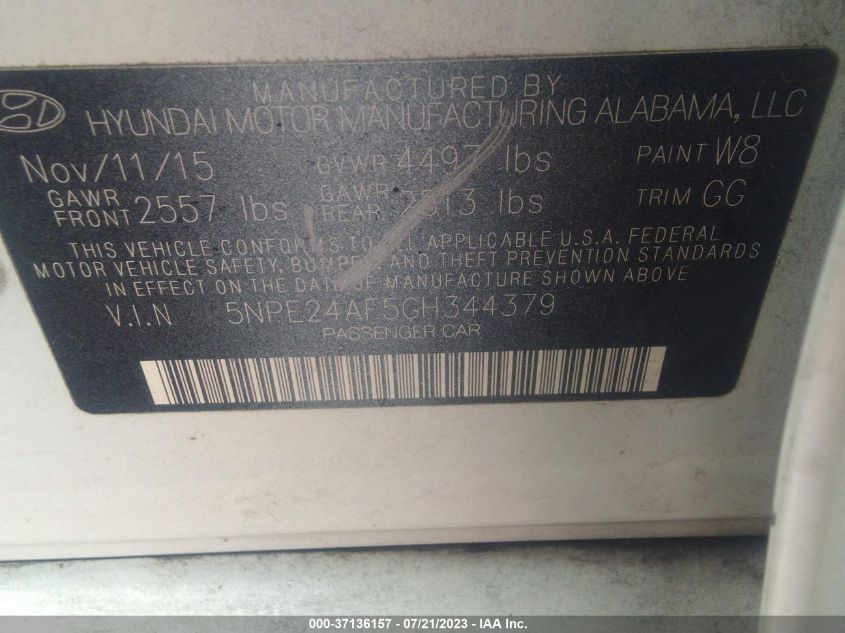 MANUFACTURED BY
HYUNDAI MOTOR MANUFACTURING ALABAMA, LLC
Nov/11/15 GVWR 4497 lbs PAINT W8
GAWR FRONT 2557 lbs GAWR REAR 2513 lbs TRIM GG
THIS VEHICLE CONFORMS TO ALL APPLICABLE U.S.A. FEDERAL
MOTOR VEHICLE SAFETY, BUMPER, AND THEFT PREVENTION STANDARDS
IN EFFECT ON THE DATE OF MANUFACTURE SHOWN ABOVE
V.I.N 5NPE24AF5GH344379
PASSENGER CAR
000-37136157 - 07/21/2023 - IAA Inc.